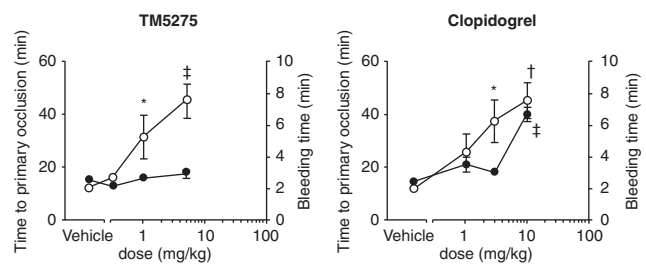 TM5275
Time to primary occlusion (min)
60
40
20
0
‡
*
10
8
6
4
2
0
Bleeding time (min)
Vehicle 1 10 100
dose (mg/kg)
Clopidogrel
Time to primary occlusion (min)
60
40
20
0
†
*
‡
10
8
6
4
2
0
Bleeding time (min)
Vehicle 1 10 100
dose (mg/kg)